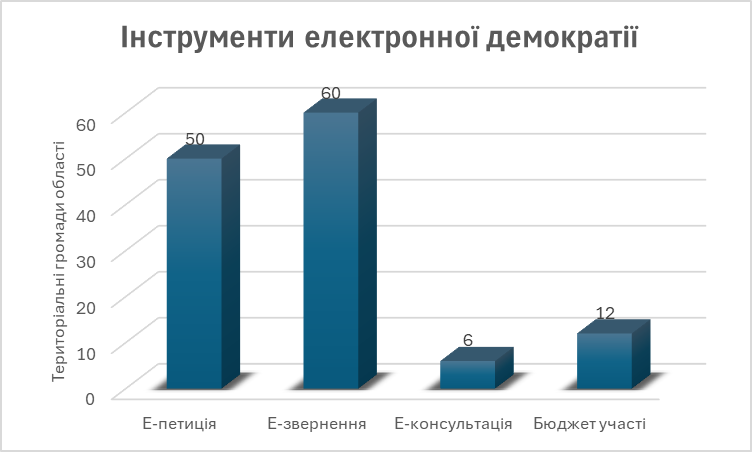 Інструменти електронної демократії
Територіальні громади області
60
50
40
30
20
10
0
50
60
6
12
Е-петиція
Е-звернення
Е-консультація
Бюджет участі